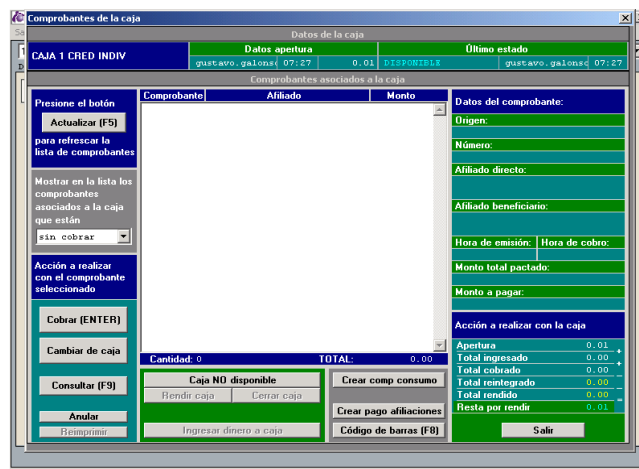 Comprobantes de la caja
Datos de la caja
CAJA 1 CRED INDIV
Datos apertura
Último estado
gustavo.galons 07:27 0.01 DISPONIBLE gustavo.galons 07:27
Comprobantes asociados a la caja
Presione el botón
Actualizar (F5)
para refrescar la
lista de comprobantes
Mostrar en la lista los
comprobantes
asociados a la caja
que están
sin cobrar
Acción a realizar
con el comprobante
seleccionado
Cobrar (ENTER)
Cambiar de caja
Consultar (F9)
Anular
Reimprimir
Comprobante Afiliado Monto
Cantidad: 0 TOTAL: 0.00
Caja NO disponible
Rendir caja Cerrar caja
Ingresar dinero a caja
Crear comp consumo
Crear pago afiliaciones
Código de barras (F8)
Datos del comprobante:
Origen:
Número:
Afiliado directo:
Afiliado beneficiario:
Hora de emisión: Hora de cobro:
Monto total pactado:
Monto a pagar:
Acción a realizar con la caja
Apertura 0.01
+
Total ingresado 0.00
+
Total cobrado 0.00
-
Total reintegrado 0.00
-
Total rendido 0.00
=
Resta por rendir 0.01
Salir